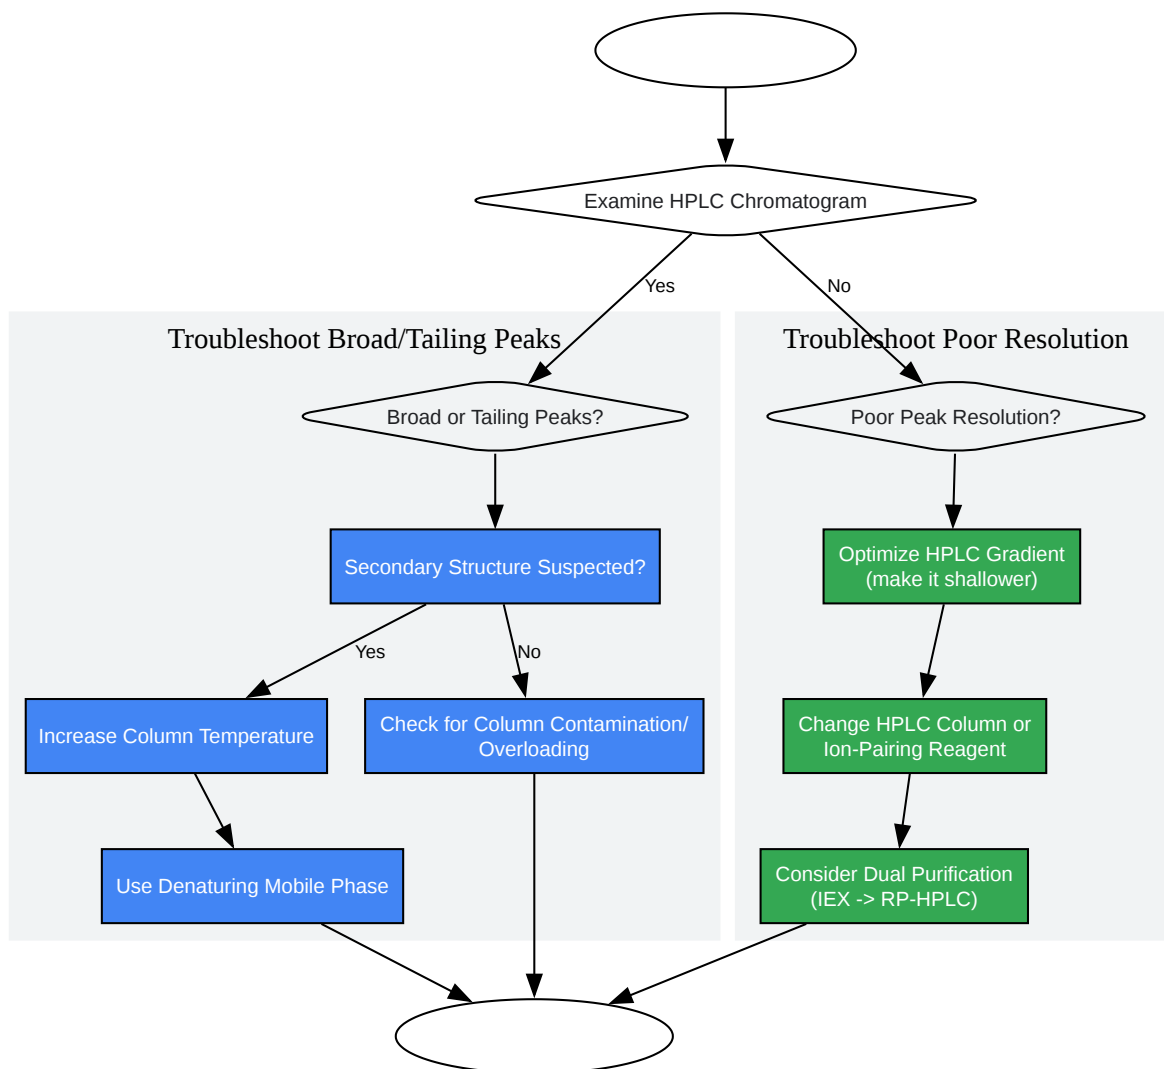 Examine HPLC Chromatogram
Yes
No
Troubleshoot Broad/Tailing Peaks
Troubleshoot Poor Resolution
Broad or Tailing Peaks?
Poor Peak Resolution?
Secondary Structure Suspected?
Optimize HPLC Gradient
(make it shallower)
Yes
No
Increase Column Temperature
Check for Column Contamination/
Overloading
Change HPLC Column or
Ion-Pairing Reagent
Use Denaturing Mobile Phase
Consider Dual Purification
(IEX -> RP-HPLC)